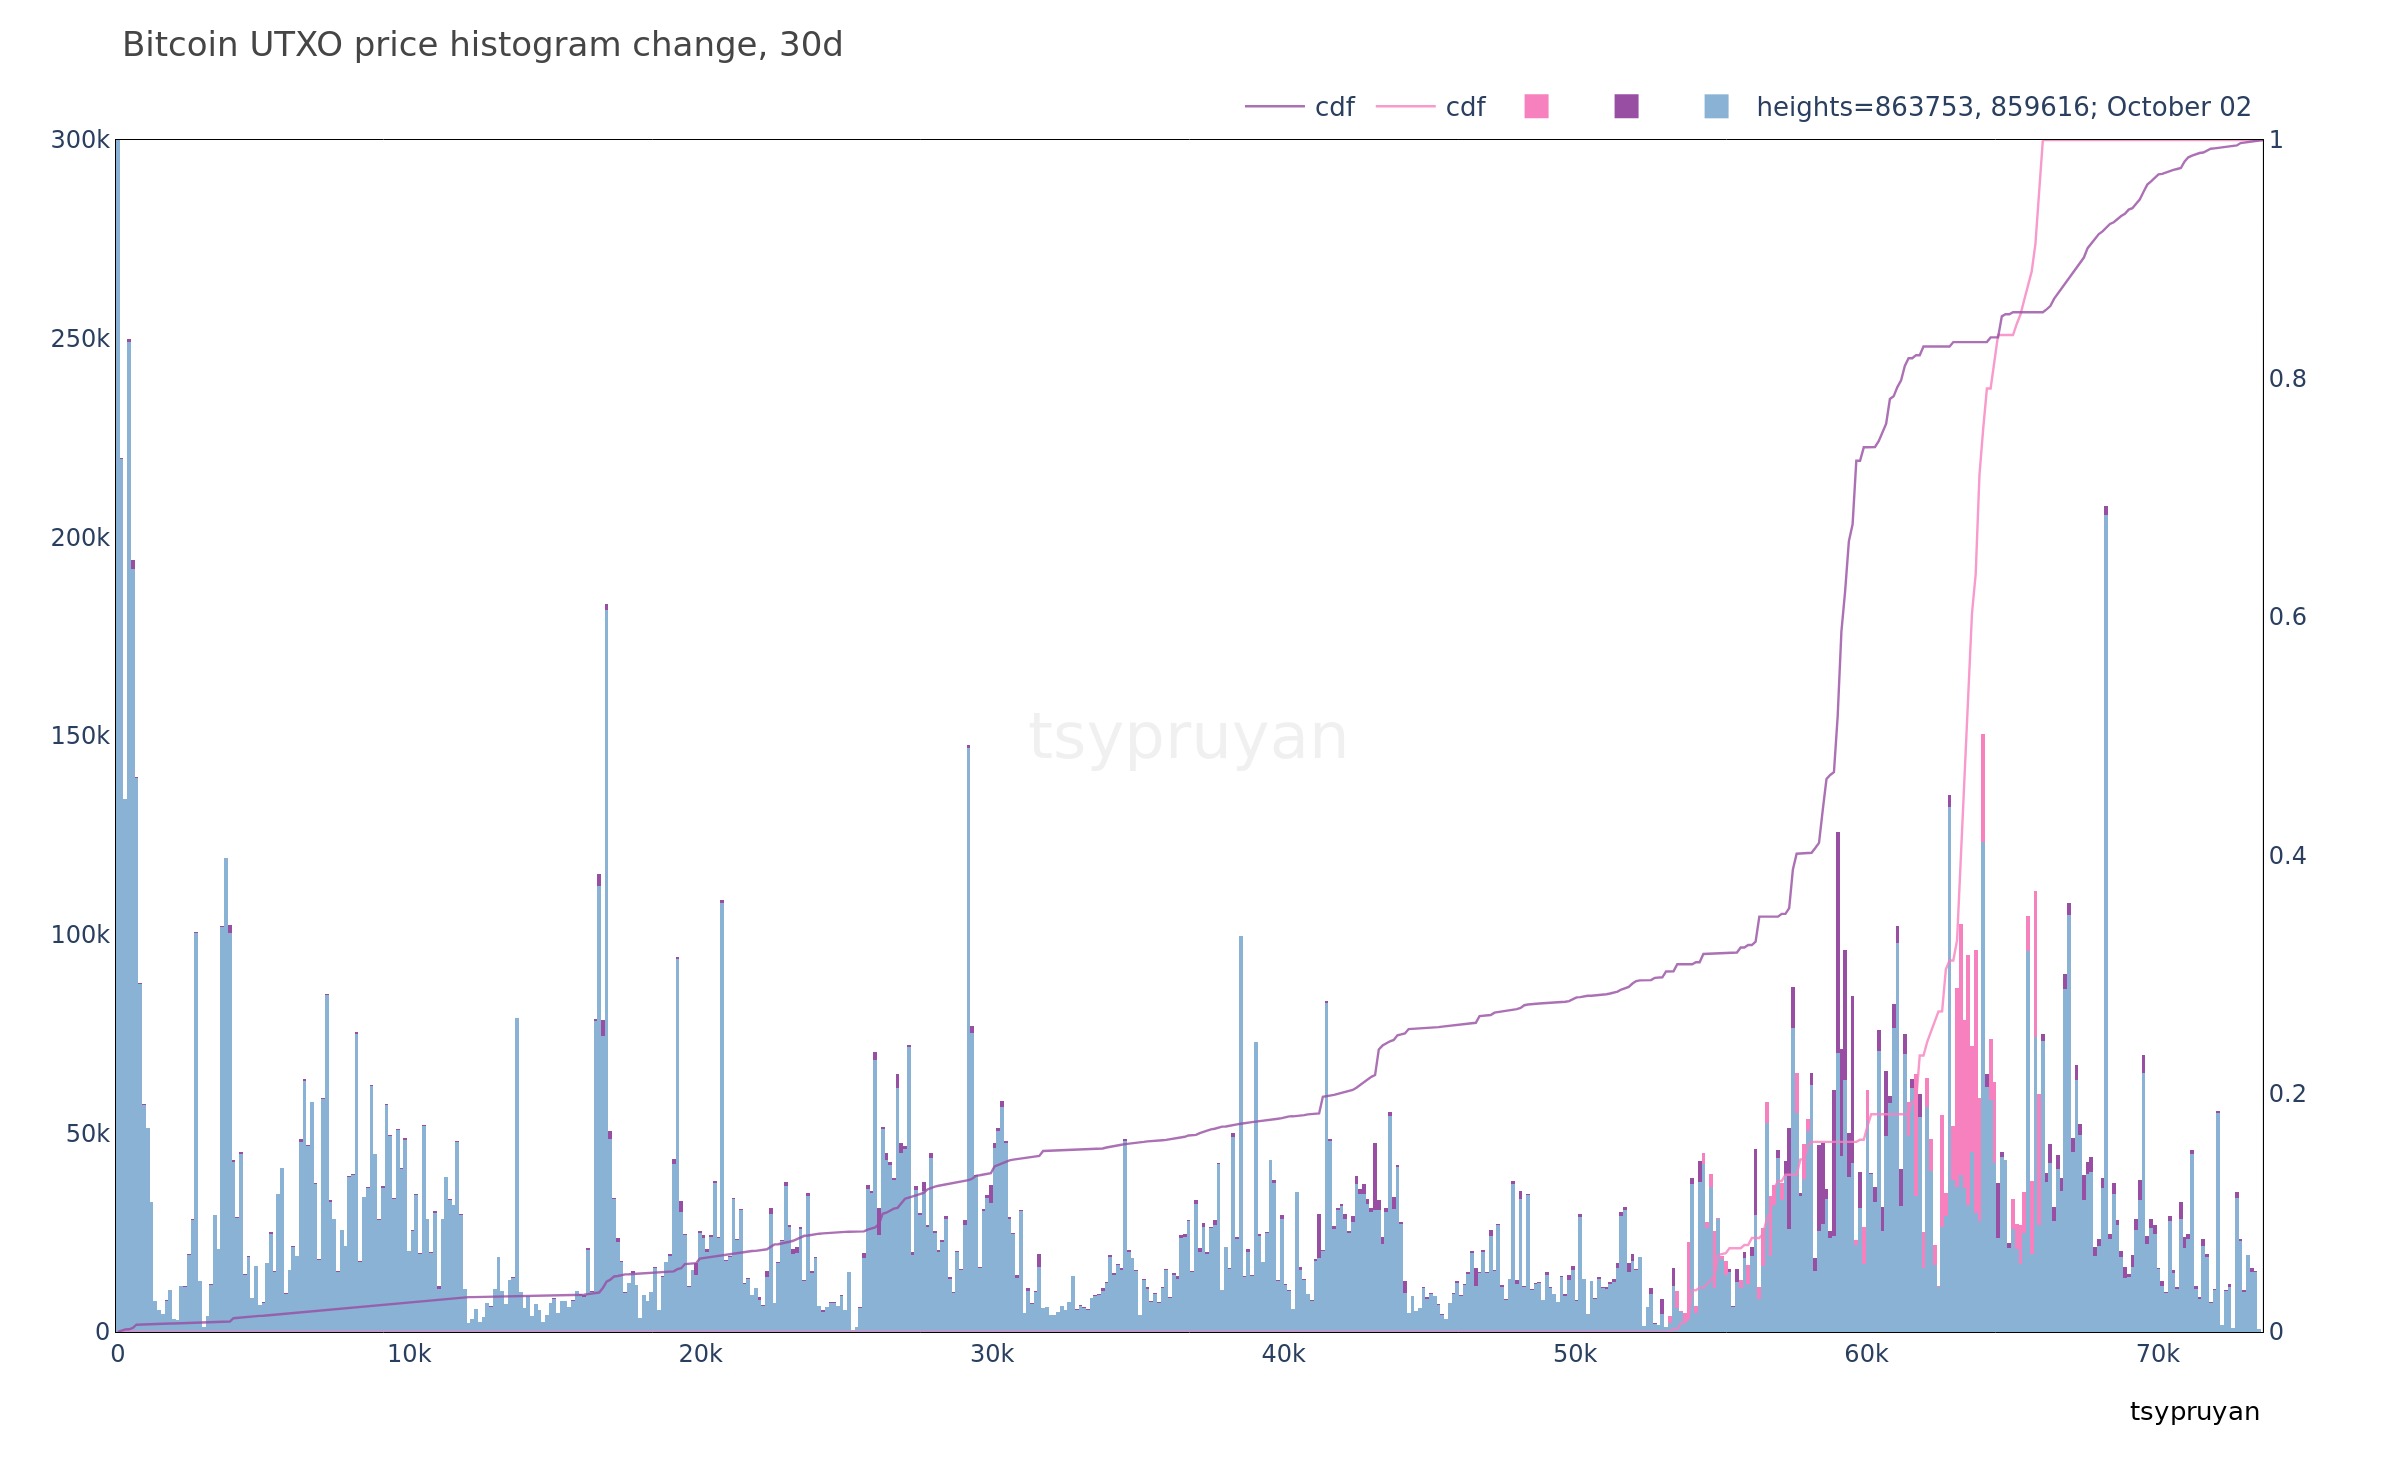 Bitcoin UTXO price histogram change, 30d
cdf cdf heights=863753, 859616; October 02
300k 1
250k
0.8
200k
0.6
150k
tsypruyan
0.4
100k
0.2
50k
0 0
0 10k 20k 30k 40k 50k 60k 70k
tsypruyan